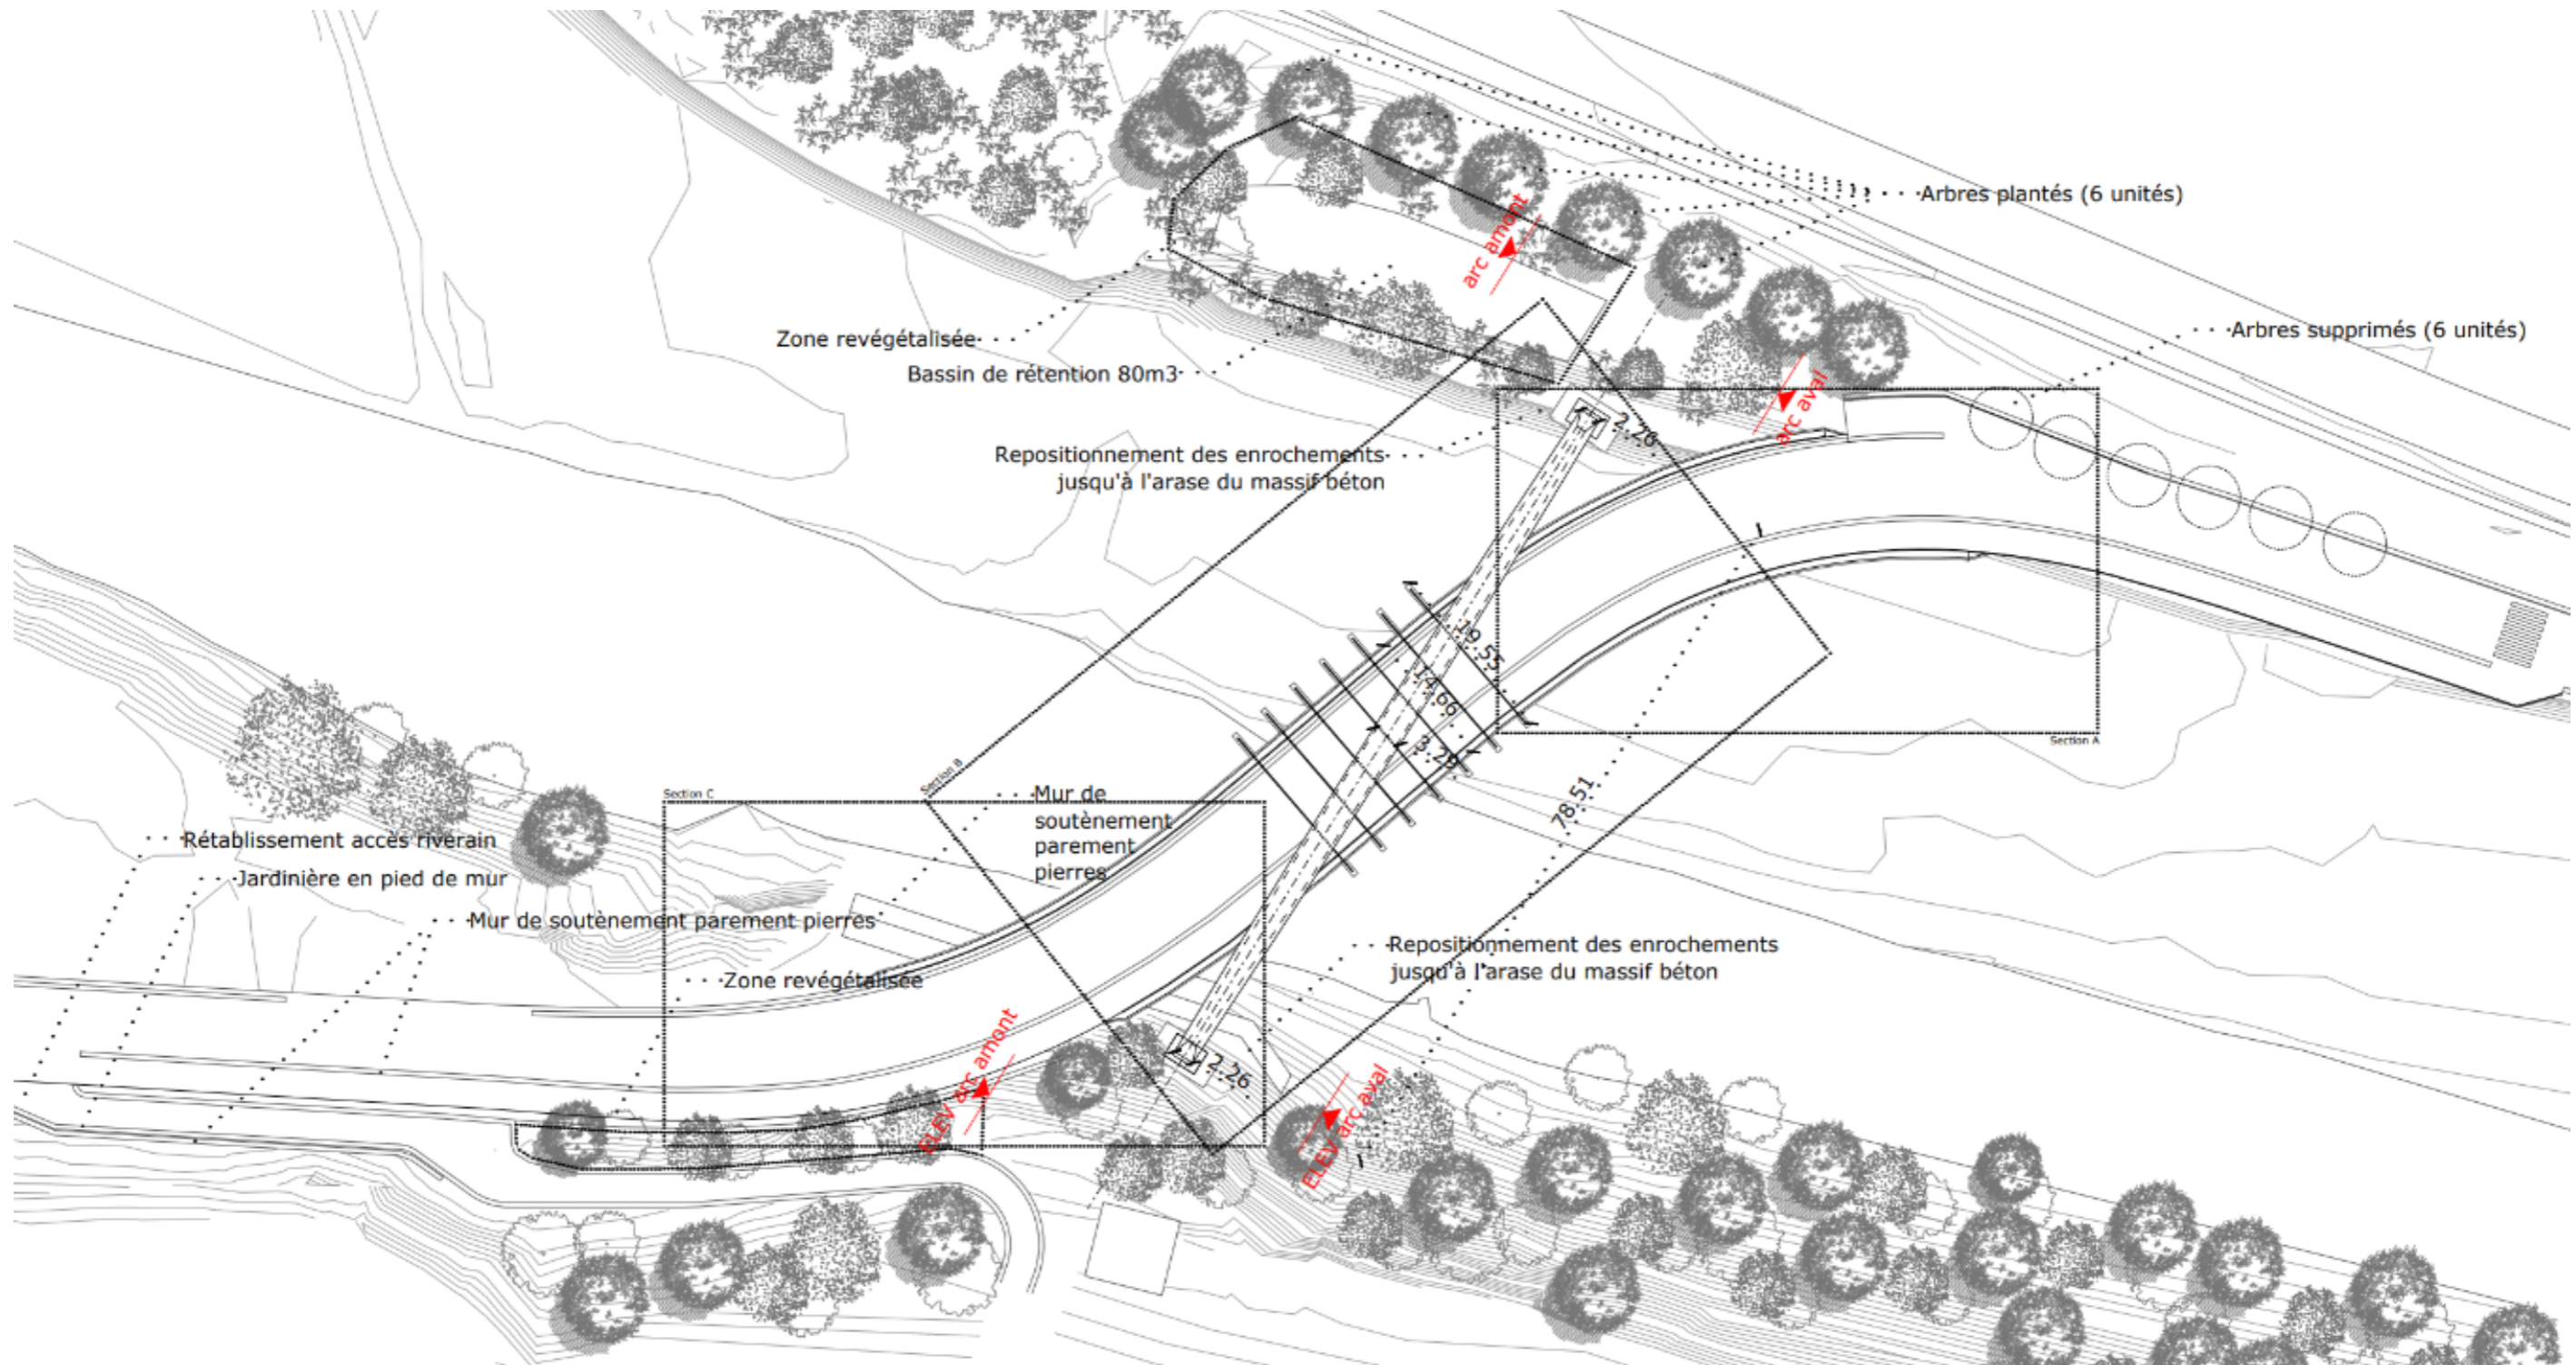 Arbres plantés (6 unités)
arc amont
Arbres supprimés (6 unités)
Zone revégétalisée
Bassin de rétention 80m3
arc aval
2.26
Repositionnement des enrochements
jusqu'à l'arase du massif béton
19.55
14.66
3.29
Section A
78.51
Section B
Section C
Mur de
soutènement
parement
pierres
Rétablissement accès riverain
Jardinière en pied de mur
Mur de soutènement parement pierres
Zone revégétalisée
Repositionnement des enrochements
jusqu'à l'arase du massif béton
ELEV arc amont
2.26
ELEV arc aval